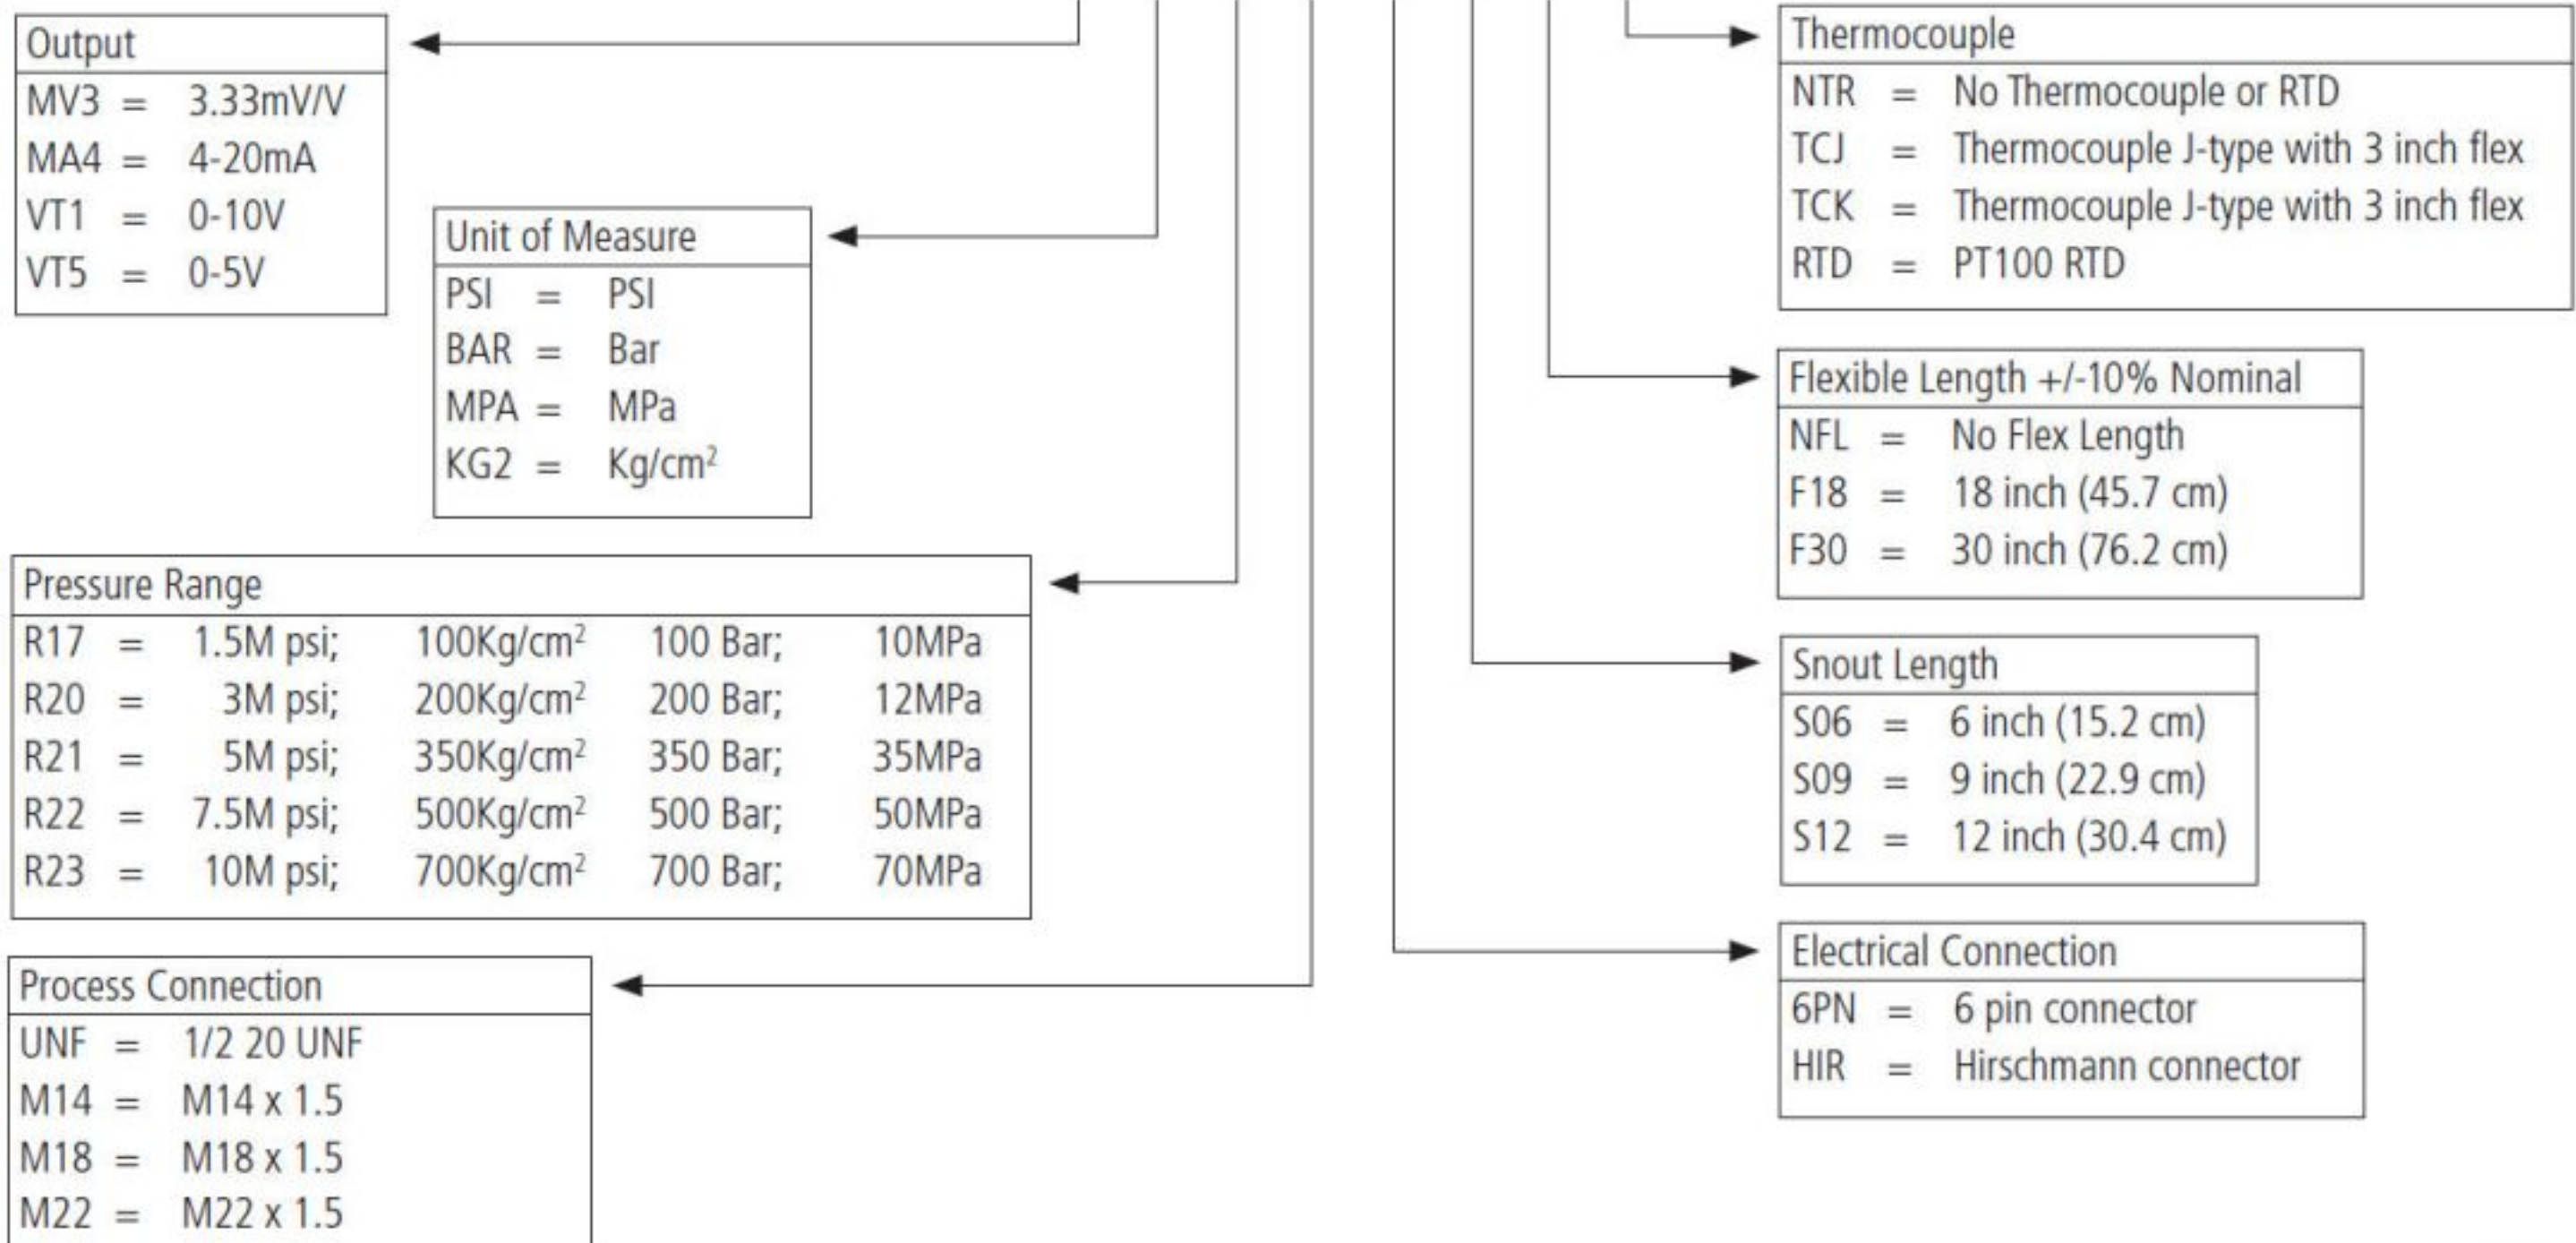 Output
MV3 = 3.33mV/V
MA4 = 4-20mA
VT1 = 0-10V
VT5 = 0-5V
Unit of Measure
PSI = PSI
BAR = Bar
MPA = MPa
KG2 = Kg/cm²
Pressure Range
R17 = 1.5M psi; 100Kg/cm² 100 Bar; 10MPa
R20 = 3M psi; 200Kg/cm² 200 Bar; 12MPa
R21 = 5M psi; 350Kg/cm² 350 Bar; 35MPa
R22 = 7.5M psi; 500Kg/cm² 500 Bar; 50MPa
R23 = 10M psi; 700Kg/cm² 700 Bar; 70MPa
Process Connection
UNF = 1/2 20 UNF
M14 = M14 x 1.5
M18 = M18 x 1.5
M22 = M22 x 1.5
Thermocouple
NTR = No Thermocouple or RTD
TCJ = Thermocouple J-type with 3 inch flex
TCK = Thermocouple J-type with 3 inch flex
RTD = PT100 RTD
Flexible Length +/-10% Nominal
NFL = No Flex Length
F18 = 18 inch (45.7 cm)
F30 = 30 inch (76.2 cm)
Snout Length
S06 = 6 inch (15.2 cm)
S09 = 9 inch (22.9 cm)
S12 = 12 inch (30.4 cm)
Electrical Connection
6PN = 6 pin connector
HIR = Hirschmann connector